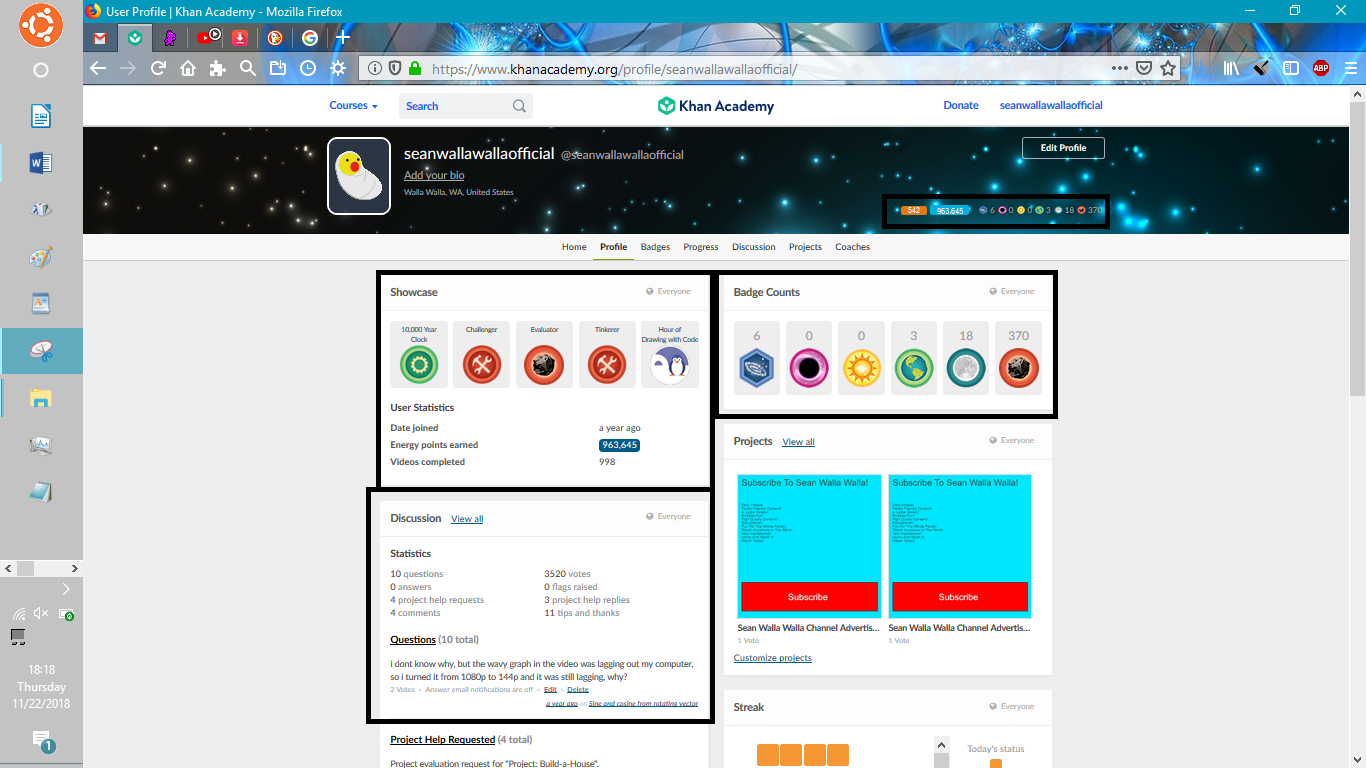 User Profile | Khan Academy - Mozilla Firefox
https://www.khanacademy.org/profile/seanwallawallaofficial/
ABP
Courses
Search
Khan Academy
Donate
seanwallawallaofficial
seanwallawallaofficial @seanwallawallaofficial
Add your bio
Walla Walla, WA, United States
Edit Profile
542 963,645 6 0 0 3 18 370
Home Profile Badges Progress Discussion Projects Coaches
Showcase
Everyone
10,000 Year Clock
Challenger
Evaluator
Tinkerer
Hour of Drawing with Code
User Statistics
Date joined a year ago
Energy points earned 963,645
Videos completed 998
Badge Counts
Everyone
6 0 0 3 18 370
Discussion View all
Everyone
Statistics
10 questions 3520 votes
0 answers 0 flags raised
4 project help requests 3 project help replies
4 comments 11 tips and thanks
Questions (10 total)
i dont know why, but the wavy graph in the video was lagging out my computer,
so i turned it from 1080p to 144p and it was still lagging, why?
2 Votes • Answer email notifications are off • Edit • Delete
a year ago on Sine and cosine from rotating vector
Project Help Requested (4 total)
Project evaluation request for "Project: Build-a-House".
Projects View all
Everyone
Subscribe To Sean Walla Walla!
Subscribe
Sean Walla Walla Channel Advertis...
1 Vote
Subscribe To Sean Walla Walla!
Subscribe
Sean Walla Walla Channel Advertis...
1 Vote
Customize projects
Streak
Everyone
Today's status
18:18
Thursday
11/22/2018
1